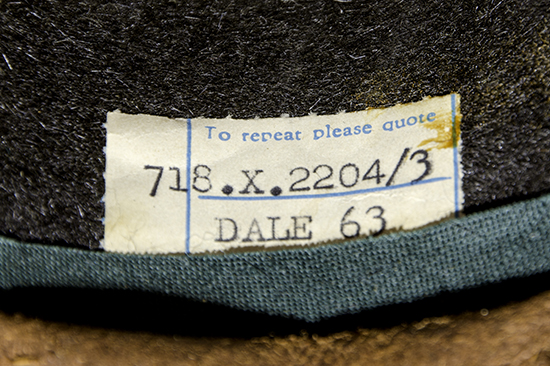 To repeat please quote
718.X.2204/3
DALE 63